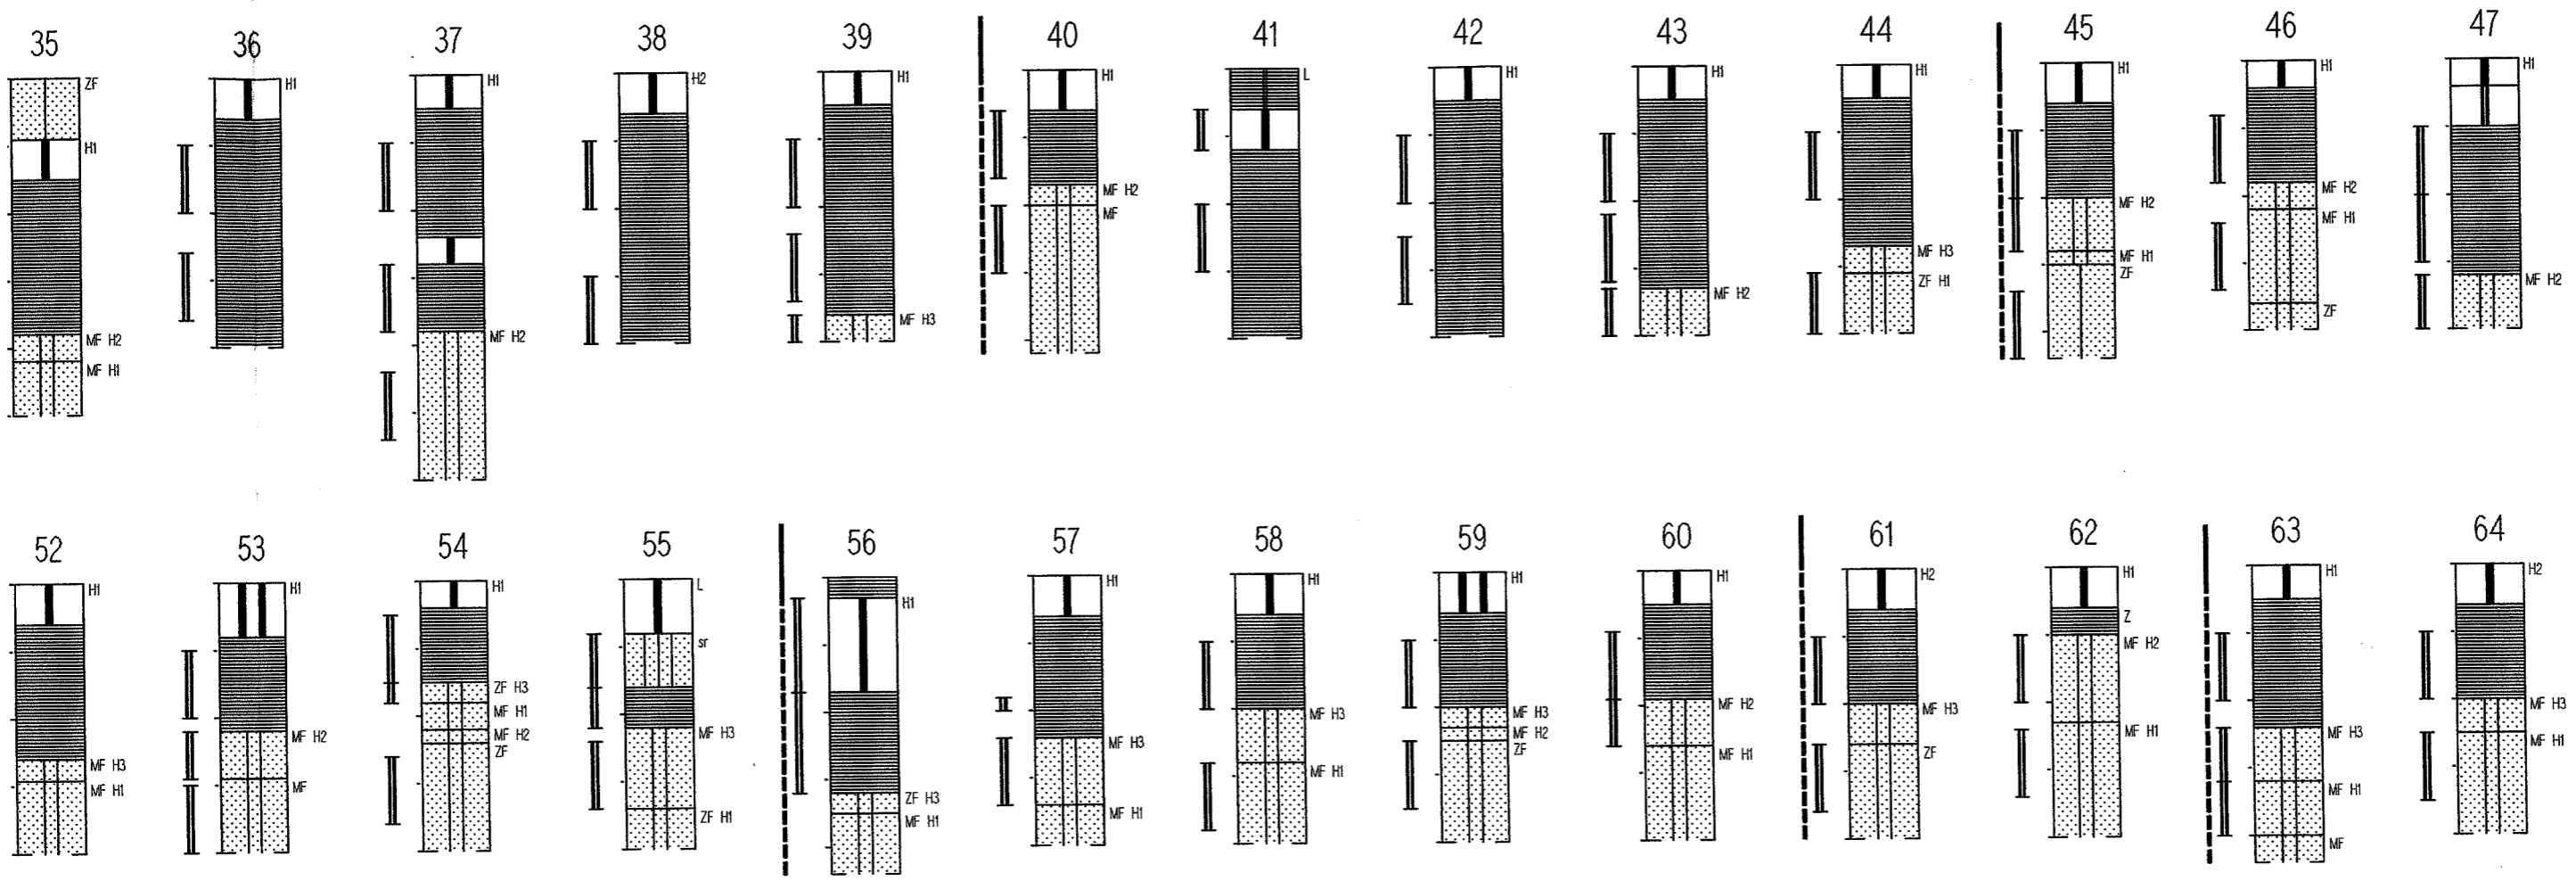 35 36 37 38 39 40 41 42 43 44 45 46 47
ZF H1 H1 H2 H1 H1 L H1 H1 H1 H1 H1 H1
H1
MF H2 MF H2
MF MF H2 MF H1
MF H3 MF H1
MF H2 ZF H1 ZF MF H2
MF H2 ZF
MF H3
MF H2 MF H2
MF H1
52 53 54 55 56 57 58 59 60 61 62 63 64
H1 H1 H1 L H1 H1 H1 H1 H1 H2 H1 H1 H2
H1
sr Z
MF H2
ZF H3 MF H2 MF H3 MF H3
MF H1 MF H3 MF H3
MF H2 MF H3 MF H2 MF H1 MF H3 MF H1
ZF MF H3 ZF MF H1 ZF
MF H3 MF H1
MF H1 MF ZF H3 MF H1
ZF H1 MF H1 MF H1 MF